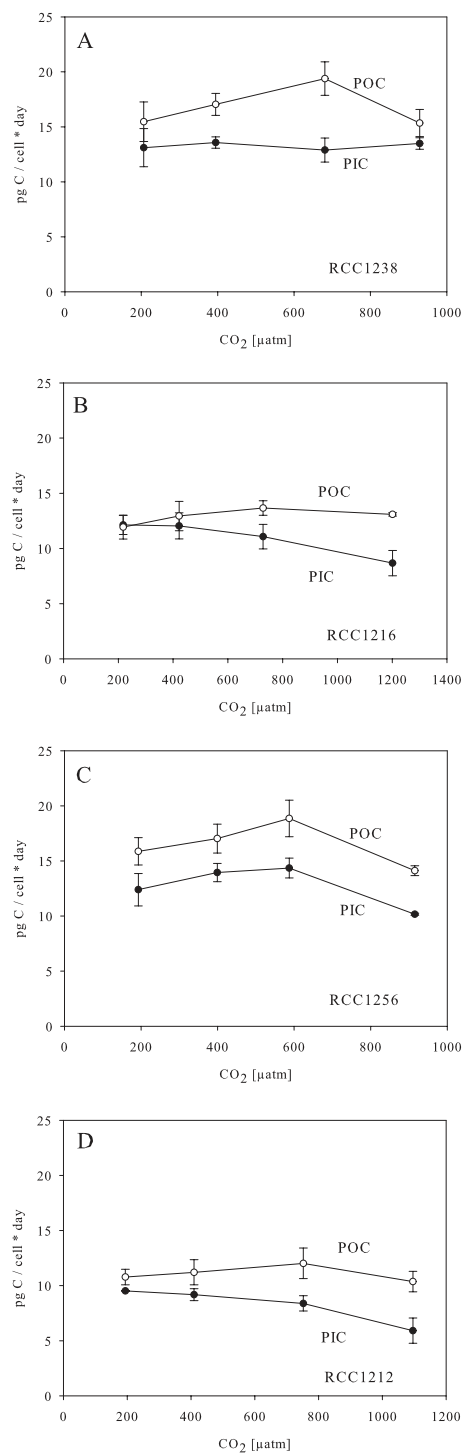 A
25
20
15
10
5
0
pg C / cell * day
POC
PIC
RCC1238
0 200 400 600 800 1000
CO2 [µatm]
B
25
20
15
10
5
0
pg C / cell * day
POC
PIC
RCC1216
0 200 400 600 800 1000 1200 1400
CO2 [µatm]
C
25
20
15
10
5
0
pg C / cell * day
POC
PIC
RCC1256
0 200 400 600 800 1000
CO2 [µatm]
D
25
20
15
10
5
0
pg C / cell * day
POC
PIC
RCC1212
0 200 400 600 800 1000 1200
CO2 [µatm]